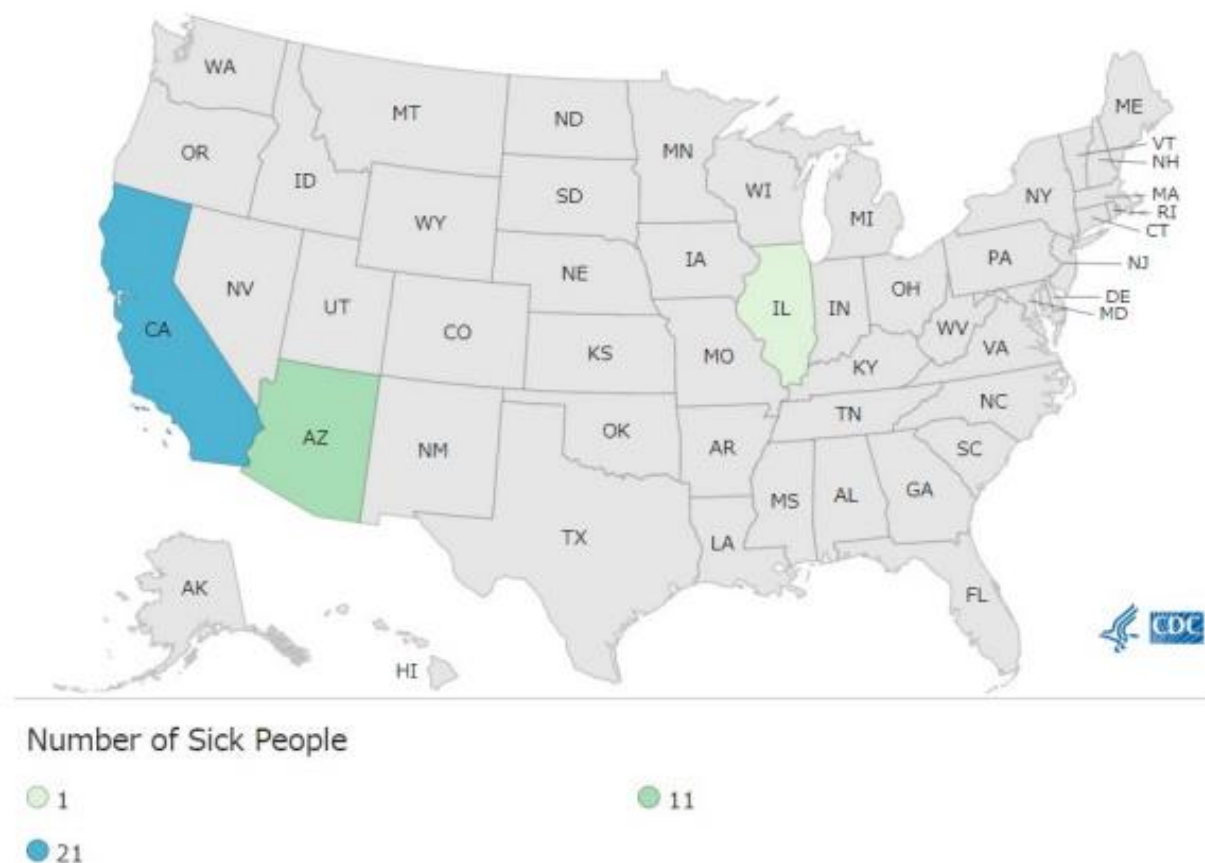 WA
MT
ND
MN
ME
VT
NH
OR
ID
SD
WI
MI
NY
MA
RI
CT
WY
IA
PA
NJ
NE
OH
DE
MD
NV
UT
CO
IL
IN
WV
VA
CA
KS
MO
KY
AZ
NM
OK
AR
TN
NC
SC
MS
AL
GA
TX
LA
FL
AK
HI
CDC
Number of Sick People
1
11
21